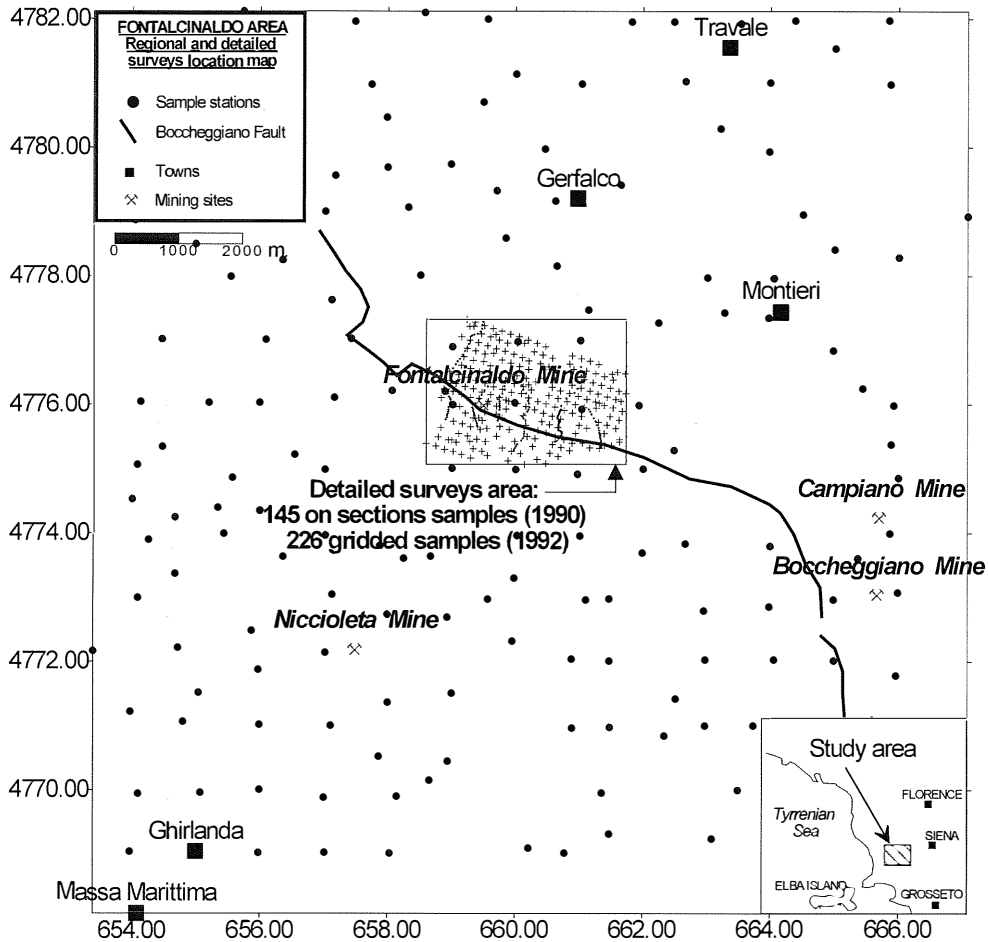 4782.00
4780.00
4778.00
4776.00
4774.00
4772.00
4770.00
FONTALCINALDO AREA
Regional and detailed
surveys location map
Sample stations
Boccheggiano Fault
Towns
Mining sites
0 1000 2000 m.
Travale
Gerfalco
Montieri
Fontalcinaldo Mine
Detailed surveys area:
145 on sections samples (1990)
226 gridded samples (1992)
Campiano Mine
Boccheggiano Mine
Niccioleta Mine
Ghirlanda
Massa Marittima
Study area
FLORENCE
Tyrrenian
Sea
SIENA
ELBA ISLAND
GROSSETO
654.00 656.00 658.00 660.00 662.00 664.00 666.00